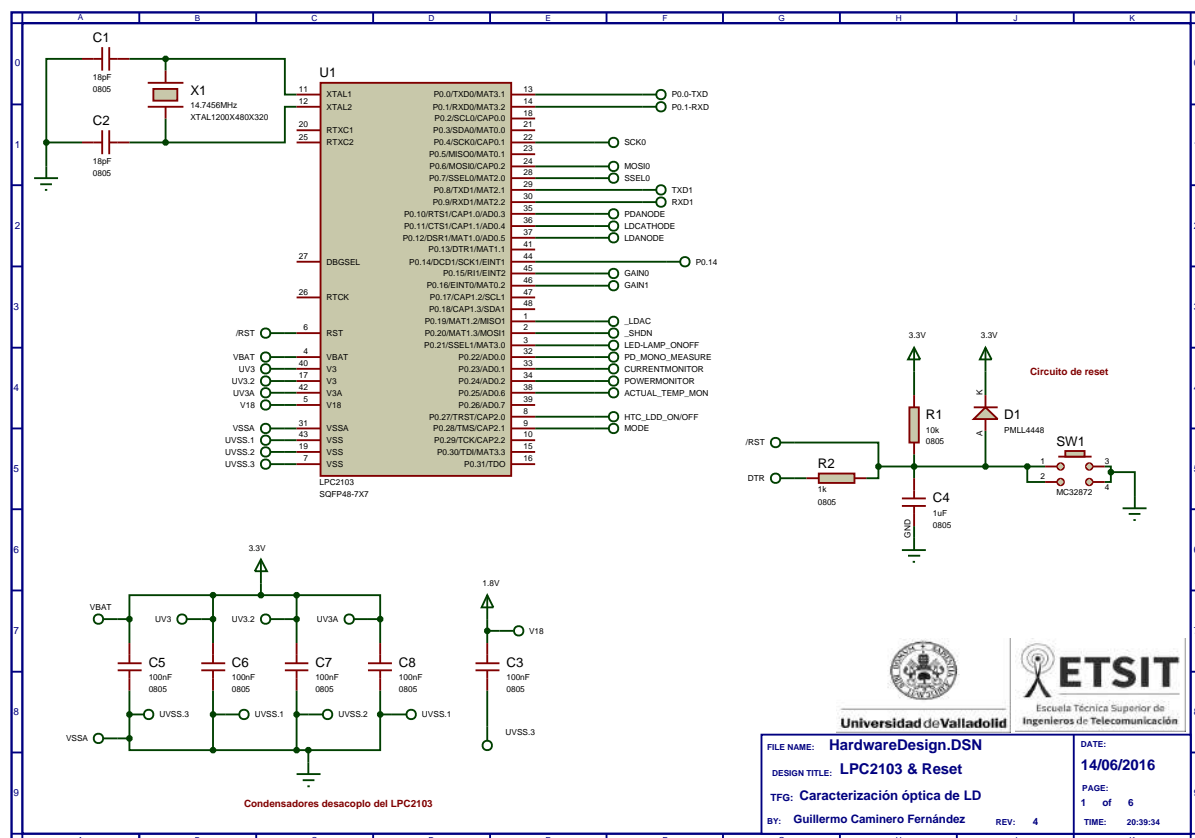 A B C D E F G H J K
0
1
2
3
4
5
6
7
8
9
C1
18pF
0805
X1
14.7456MHz
XTAL1200X480X320
C2
18pF
0805
U1
11 XTAL1
12 XTAL2
20 RTXC1
25 RTXC2
27 DBGSEL
26 RTCK
/RST 6 RST
VBAT 4 VBAT
UV3 40 V3
UV3.2 17 V3
UV3A 42 V3A
V18 5 V18
VSSA 31 VSSA
UVSS.1 43 VSS
UVSS.2 19 VSS
UVSS.3 7 VSS
P0.0/TXD0/MAT3.1 13 P0.0-TXD
P0.1/RXD0/MAT3.2 14 P0.1-RXD
P0.2/SCL0/CAP0.0 18
P0.3/SDA0/MAT0.0 21
P0.4/SCK0/CAP0.1 22 SCK0
P0.5/MISO0/MAT0.1 23
P0.6/MOSI0/CAP0.2 24 MOSI0
P0.7/SSEL0/MAT2.0 28 SSEL0
P0.8/TXD1/MAT2.1 29 TXD1
P0.9/RXD1/MAT2.2 30 RXD1
P0.10/RTS1/CAP1.0/AD0.3 35 PDANODE
P0.11/CTS1/CAP1.1/AD0.4 36 LDCATHODE
P0.12/DSR1/MAT1.0/AD0.5 37 LDANODE
P0.13/DTR1/MAT1.1 41
P0.14/DCD1/SCK1/EINT1 44 P0.14
P0.15/RI1/EINT2 45 GAIN0
P0.16/EINT0/MAT0.2 46 GAIN1
P0.17/CAP1.2/SCL1 47
P0.18/CAP1.3/SDA1 48
P0.19/MAT1.2/MISO1 1 _LDAC
P0.20/MAT1.3/MOSI1 2 _SHDN
P0.21/SSEL1/MAT3.0 3 LED-LAMP_ONOFF
P0.22/AD0.0 32 PD_MONO_MEASURE
P0.23/AD0.1 33 CURRENTMONITOR
P0.24/AD0.2 34 POWERMONITOR
P0.25/AD0.6 38 ACTUAL_TEMP_MON
P0.26/AD0.7 39
P0.27/TRST/CAP2.0 8 HTC_LDD_ON/OFF
P0.28/TMS/CAP2.1 9 MODE
P0.29/TCK/CAP2.2 10
P0.30/TDI/MAT3.3 15
P0.31/TDO 16
LPC2103
SQFP48-7X7
3.3V 3.3V
Circuito de reset
R1
10k
0805
K
D1
A
PMLL4448
/RST
DTR
R2
1k
0805
C4
1uF
0805
GND
SW1
1 3
2 4
MC32872
3.3V
VBAT
UV3 UV3.2 UV3A
C5
100nF
0805
C6
100nF
0805
C7
100nF
0805
C8
100nF
0805
UVSS.3 UVSS.1 UVSS.2 UVSS.1
VSSA
1.8V
V18
C3
100nF
0805
UVSS.3
Condensadores desacoplo del LPC2103
Universidad de Valladolid
ETSIT
Escuela Técnica Superior de
Ingenieros de Telecomunicación
FILE NAME: HardwareDesign.DSN
DESIGN TITLE: LPC2103 & Reset
TFG: Caracterización óptica de LD
BY: Guillermo Caminero Fernández REV: 4
DATE:
14/06/2016
PAGE:
1 of 6
TIME: 20:39:34